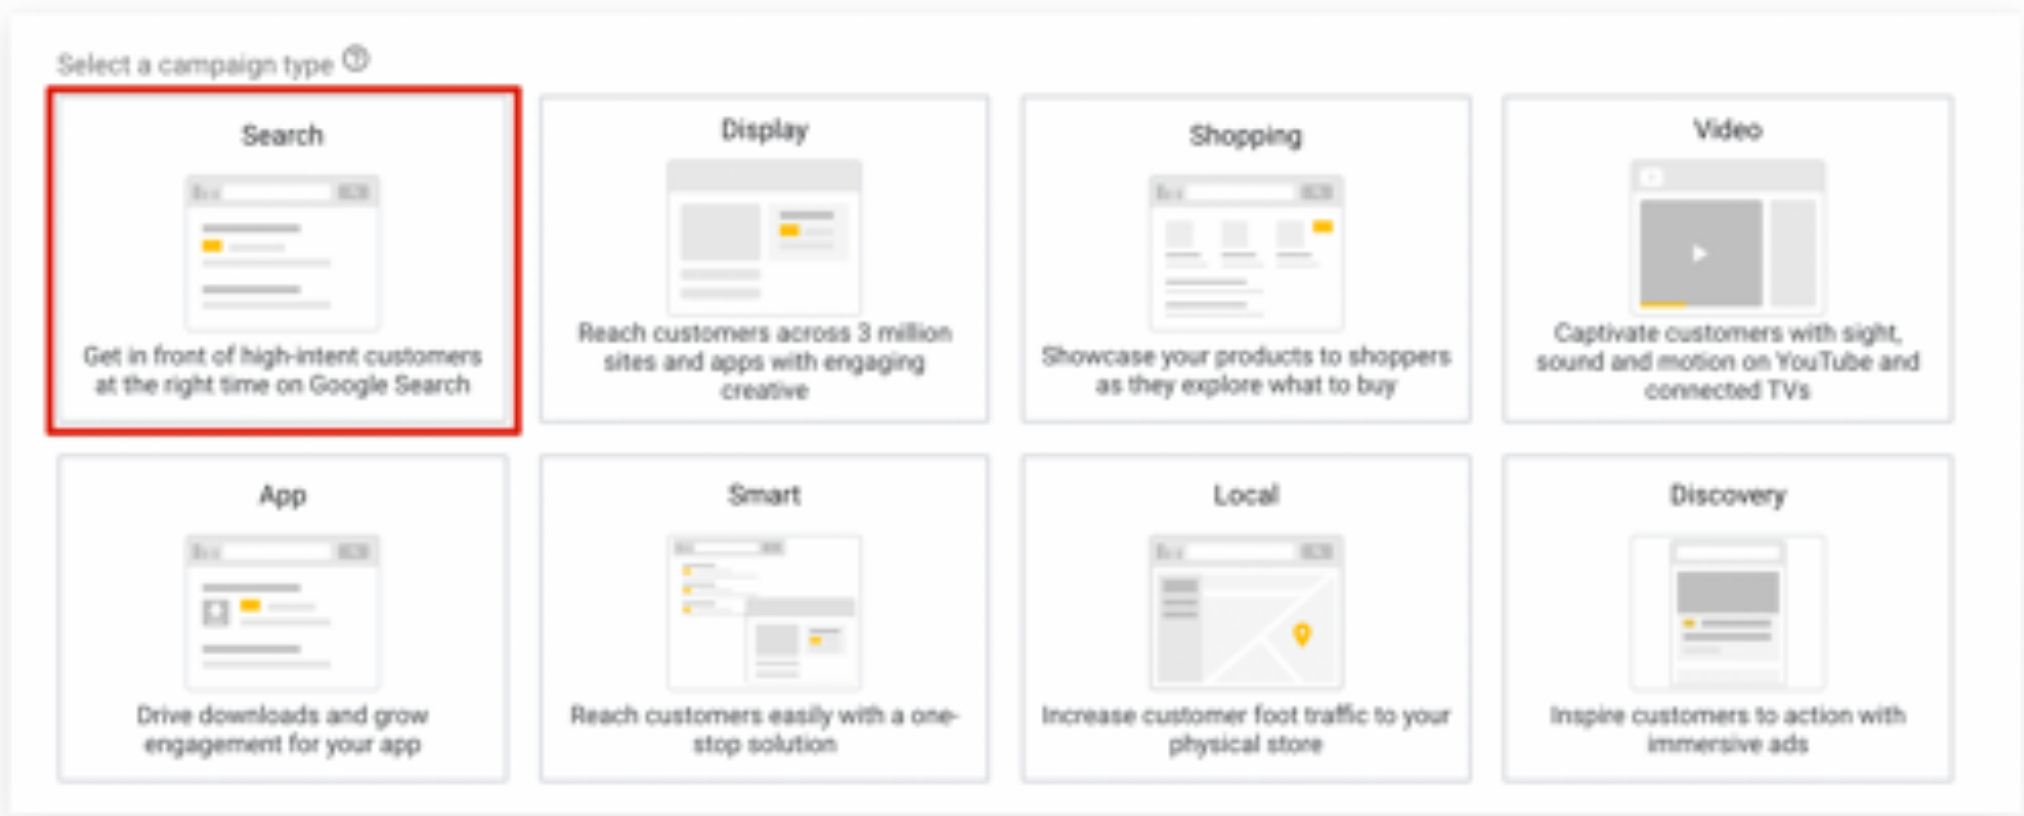 Select a campaign type
Search
Get in front of high-intent customers
at the right time on Google Search
Display
Reach customers across 3 million
sites and apps with engaging
creative
Shopping
Showcase your products to shoppers
as they explore what to buy
Video
Captivate customers with sight,
sound and motion on YouTube and
connected TVs
App
Drive downloads and grow
engagement for your app
Smart
Reach customers easily with a one-
stop solution
Local
Increase customer foot traffic to your
physical store
Discovery
Inspire customers to action with
immersive ads